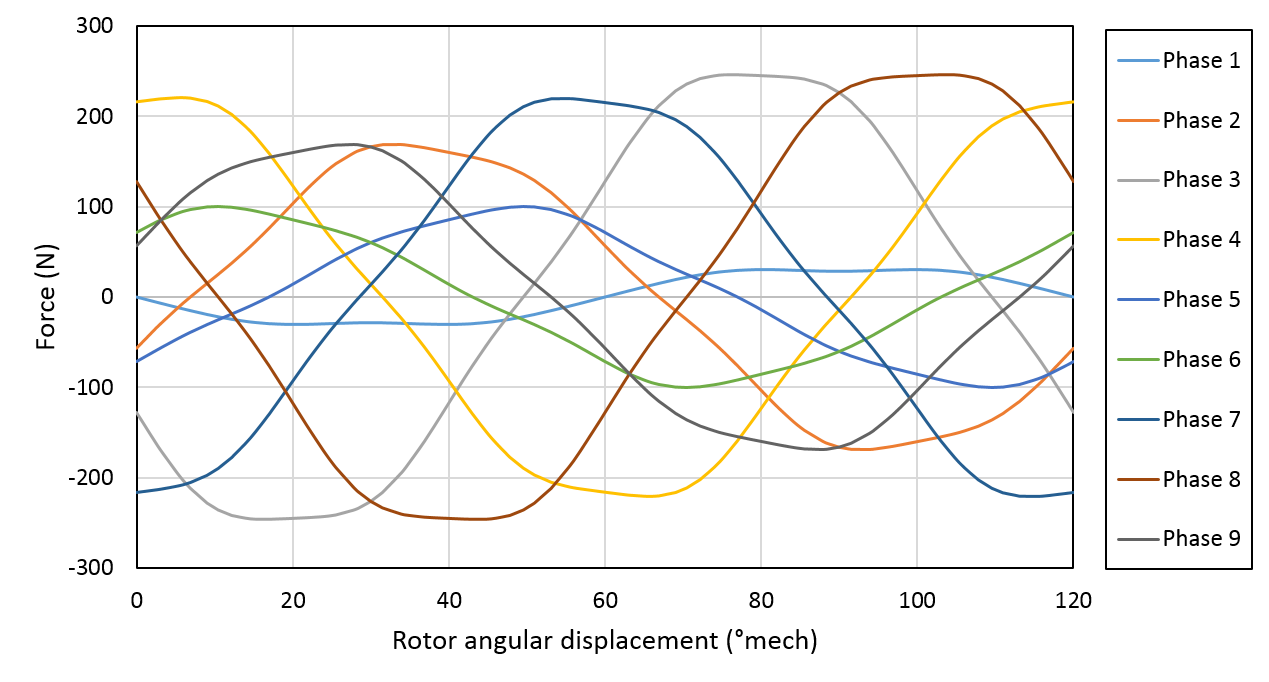 300
200
100
0
-100
-200
-300
Force (N)
0 20 40 60 80 100 120
Rotor angular displacement (°mech)
Phase 1
Phase 2
Phase 3
Phase 4
Phase 5
Phase 6
Phase 7
Phase 8
Phase 9